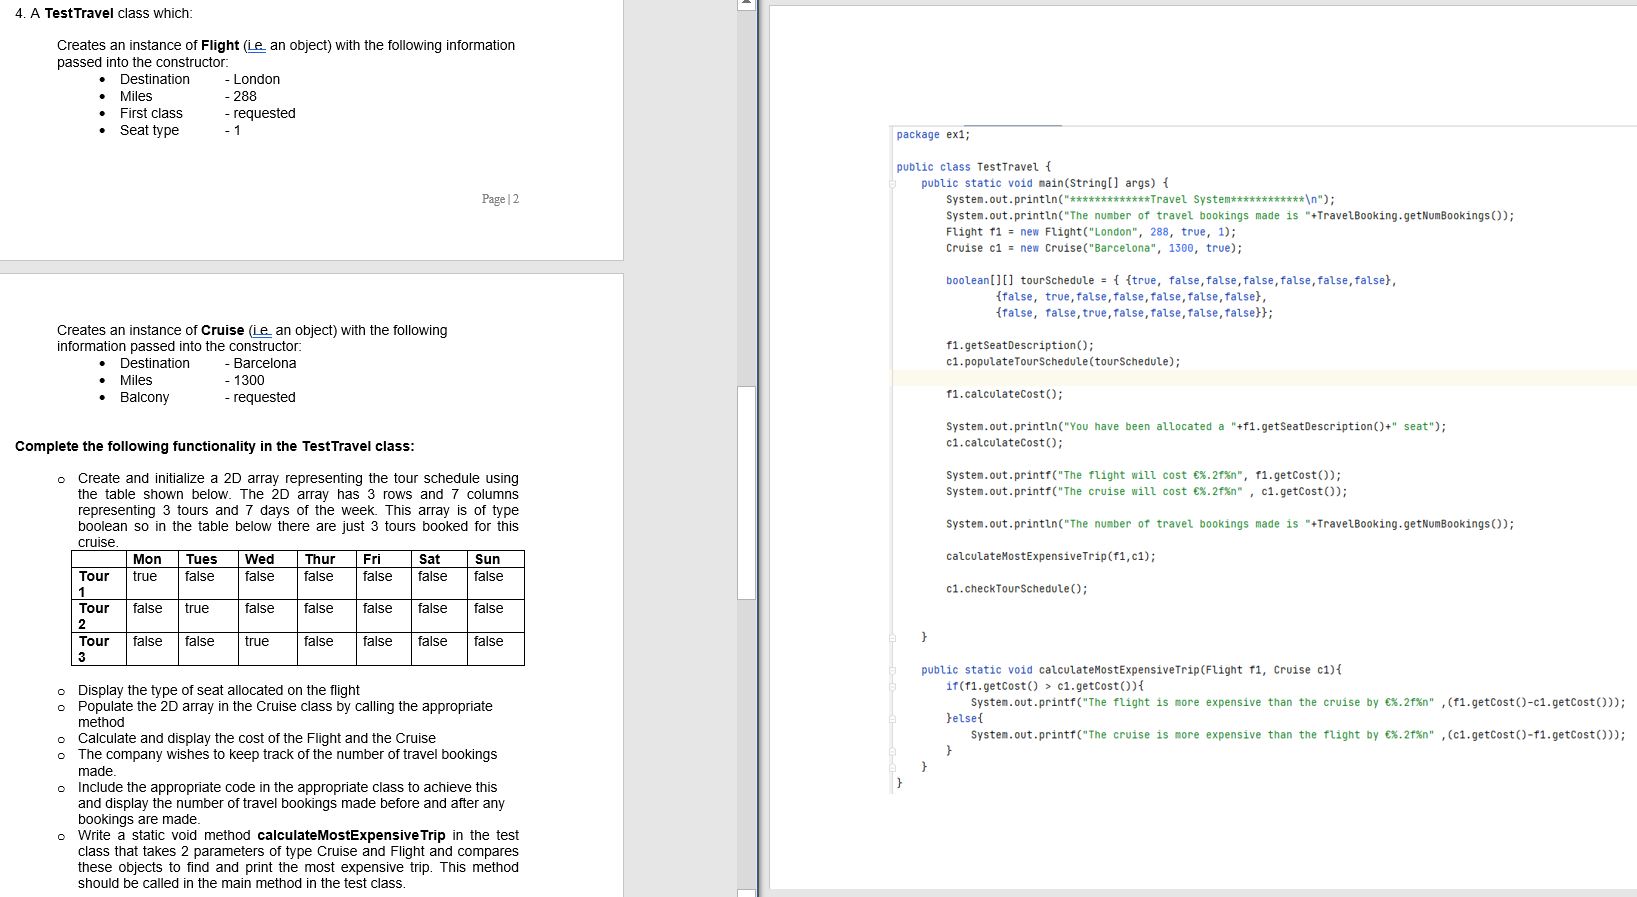 4. A TestTravel class which:
Creates an instance of Flight (i.e. an object) with the following information
passed into the constructor:
• Destination - London
• Miles - 288
• First class - requested
• Seat type - 1
Page | 2
Creates an instance of Cruise (i.e. an object) with the following
information passed into the constructor:
• Destination - Barcelona
• Miles - 1300
• Balcony - requested
Complete the following functionality in the TestTravel class:
o Create and initialize a 2D array representing the tour schedule using
the table shown below. The 2D array has 3 rows and 7 columns
representing 3 tours and 7 days of the week. This array is of type
boolean so in the table below there are just 3 tours booked for this
cruise.
Mon Tues Wed Thur Fri Sat Sun
Tour 1 true false false false false false false
Tour 2 false true false false false false false
Tour 3 false false true false false false false
o Display the type of seat allocated on the flight
o Populate the 2D array in the Cruise class by calling the appropriate
method
o Calculate and display the cost of the Flight and the Cruise
o The company wishes to keep track of the number of travel bookings
made.
o Include the appropriate code in the appropriate class to achieve this
and display the number of travel bookings made before and after any
bookings are made.
o Write a static void method calculateMostExpensiveTrip in the test
class that takes 2 parameters of type Cruise and Flight and compares
these objects to find and print the most expensive trip. This method
should be called in the main method in the test class.
package ex1;
public class TestTravel {
public static void main(String[] args) {
System.out.println("*************Travel System************\n");
System.out.println("The number of travel bookings made is "+TravelBooking.getNumBookings());
Flight f1 = new Flight("London", 288, true, 1);
Cruise c1 = new Cruise("Barcelona", 1300, true);
boolean[][] tourSchedule = { {true, false,false,false,false,false,false},
{false, true,false,false,false,false,false},
{false, false,true,false,false,false,false}};
f1.getSeatDescription();
c1.populateTourSchedule(tourSchedule);
f1.calculateCost();
System.out.println("You have been allocated a "+f1.getSeatDescription()+" seat");
c1.calculateCost();
System.out.printf("The flight will cost €%.2f%n", f1.getCost());
System.out.printf("The cruise will cost €%.2f%n" , c1.getCost());
System.out.println("The number of travel bookings made is "+TravelBooking.getNumBookings());
calculateMostExpensiveTrip(f1,c1);
c1.checkTourSchedule();
}
public static void calculateMostExpensiveTrip(Flight f1, Cruise c1){
if(f1.getCost() > c1.getCost()){
System.out.printf("The flight is more expensive than the cruise by €%.2f%n" ,(f1.getCost()-c1.getCost()));
}else{
System.out.printf("The cruise is more expensive than the flight by €%.2f%n" ,(c1.getCost()-f1.getCost()));
}
}
}